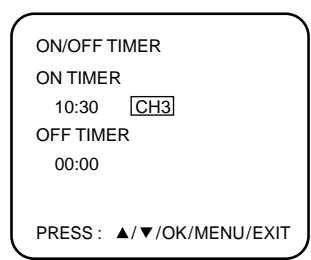 ON/OFF TIMER
ON TIMER
10:30 CH3
OFF TIMER
00:00
PRESS : ▲/▼/OK/MENU/EXIT